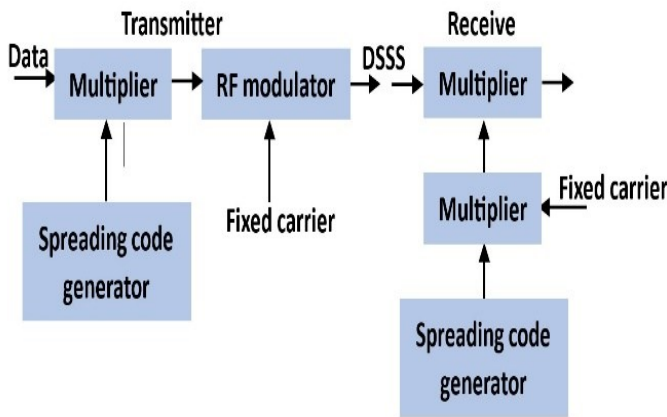 Transmitter
Receive
Data
Multiplier
RF modulator
DSSS
Multiplier
Spreading code
generator
Fixed carrier
Multiplier
Fixed carrier
Spreading code
generator